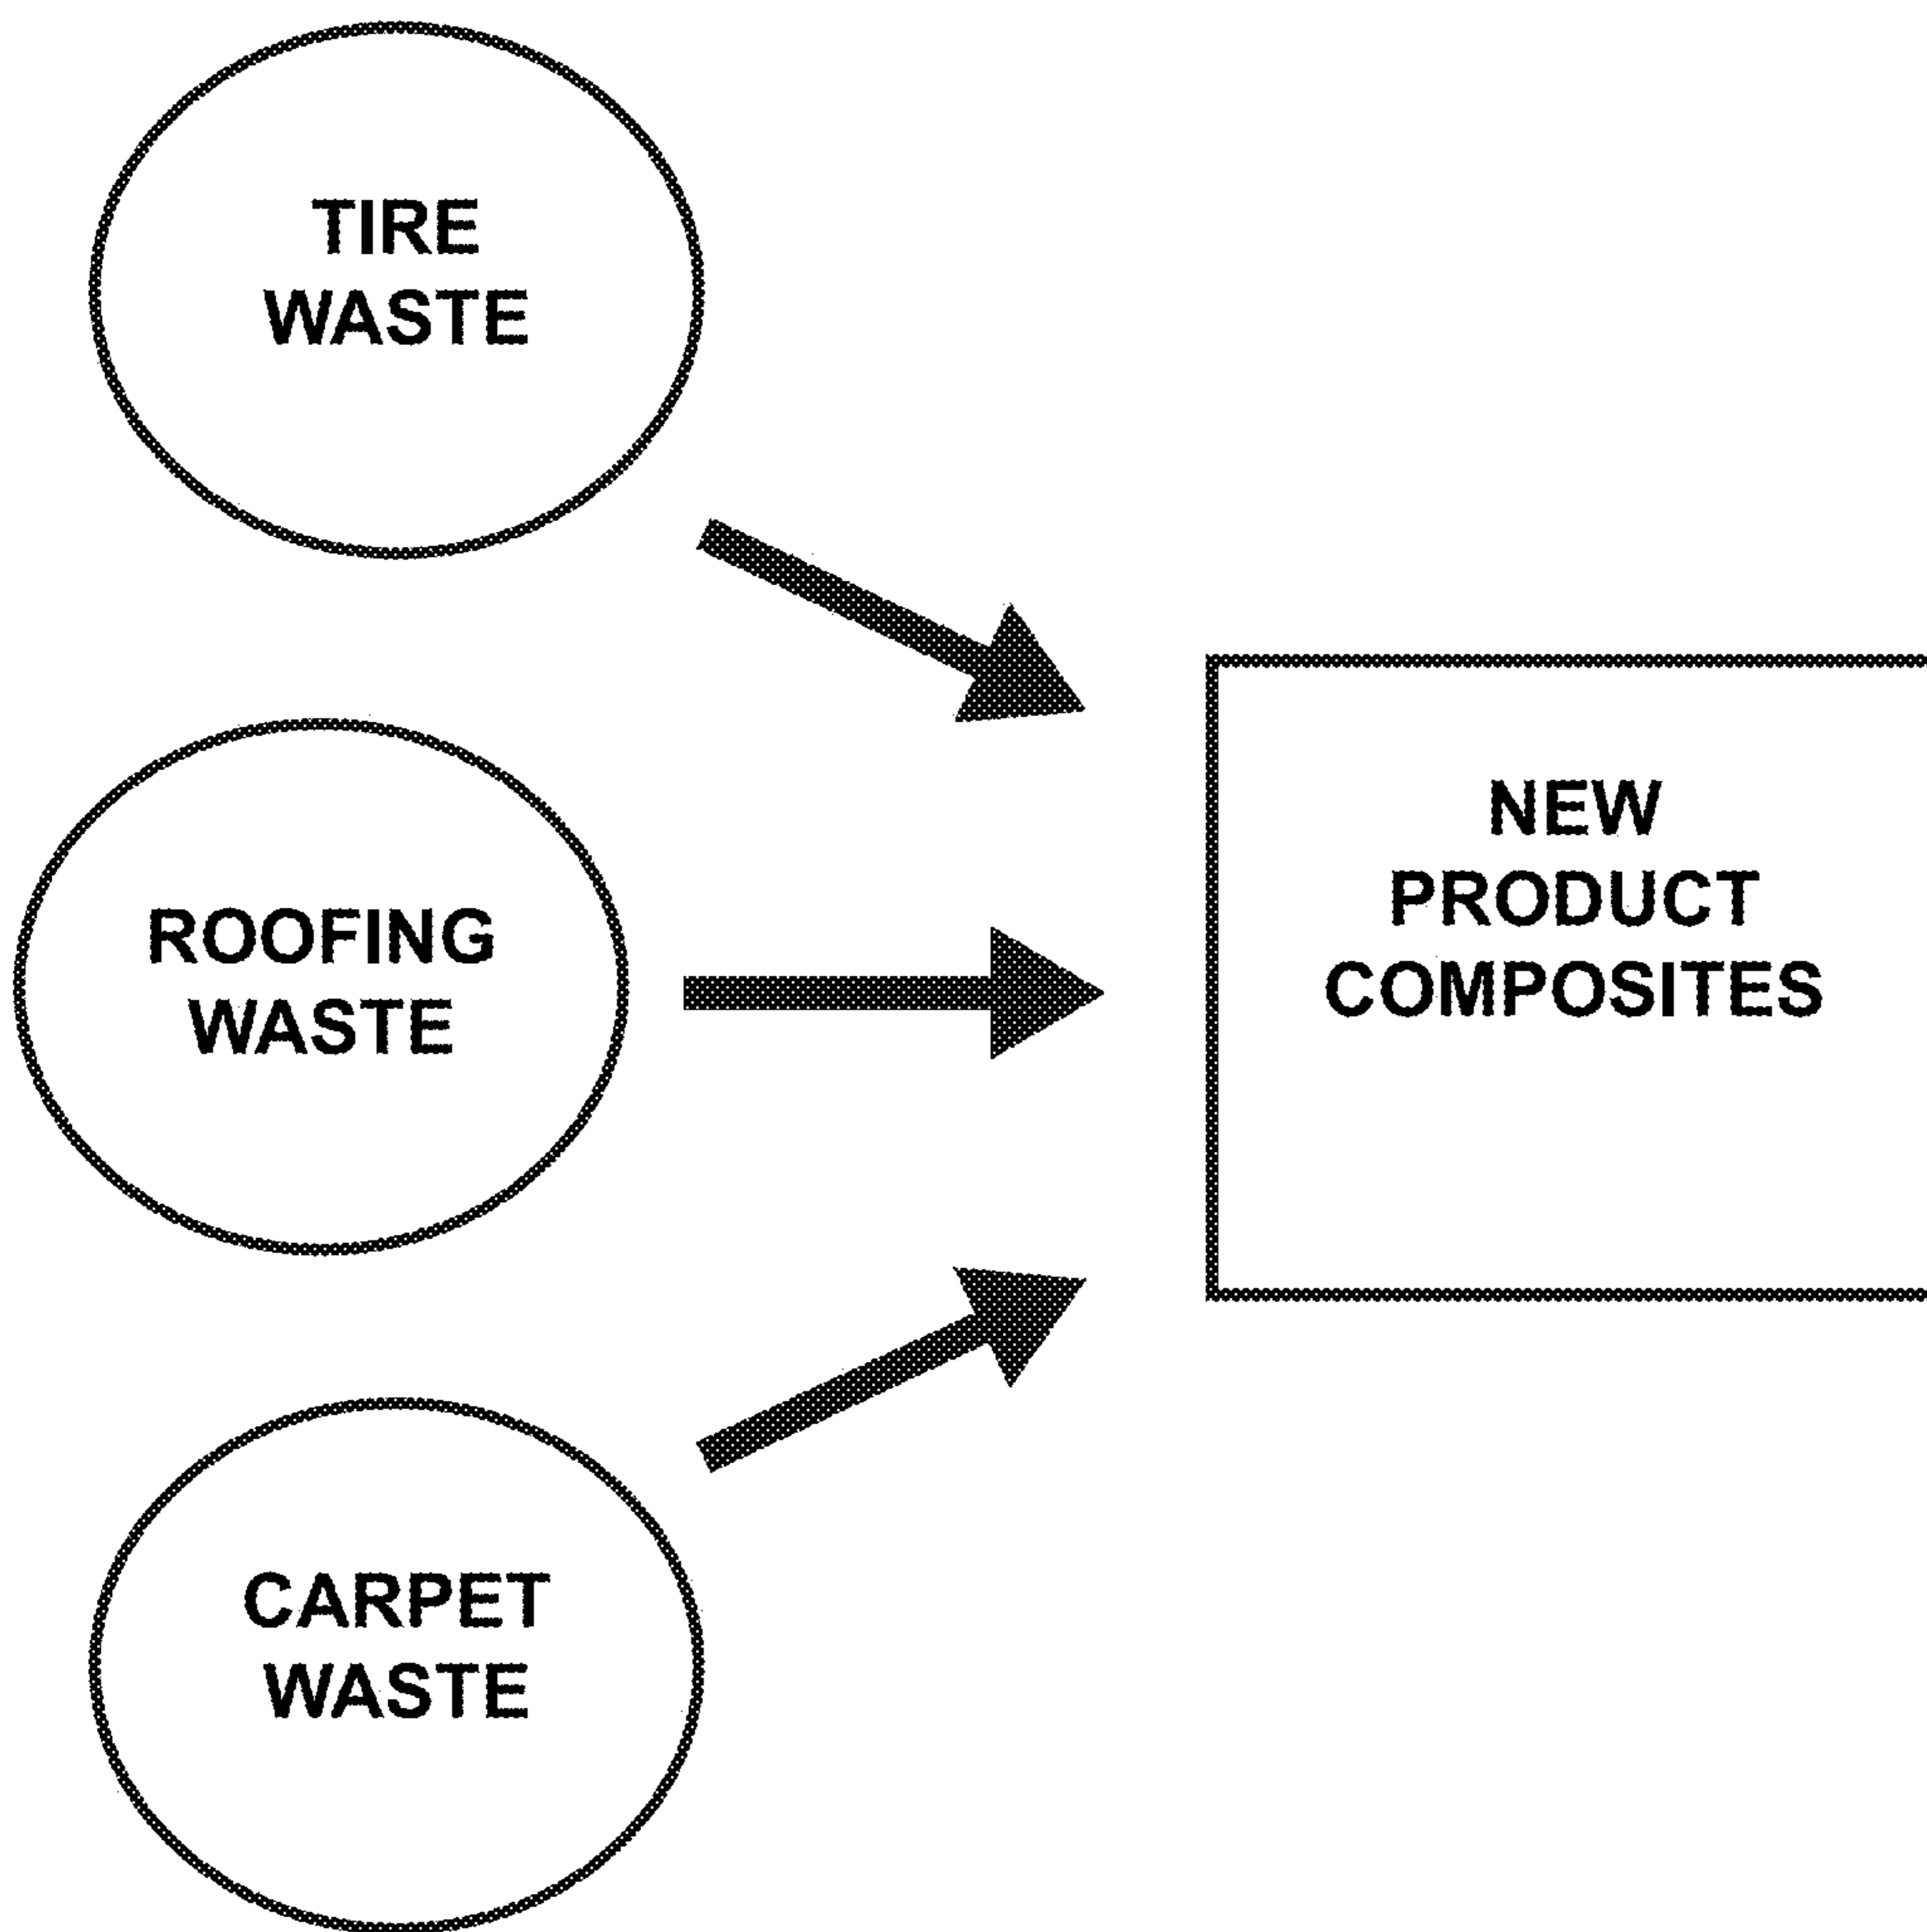 TIRE
WASTE
ROOFING
WASTE
CARPET
WASTE
NEW
PRODUCT
COMPOSITES